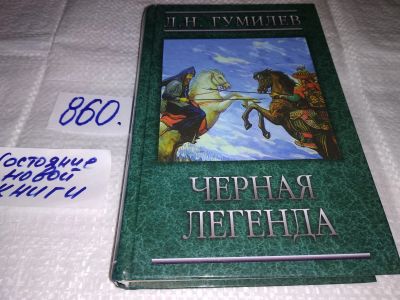 Л.Н. ГУМИЛЕВ
860.
Состояние
новой
книги
ЧЕРНАЯ
ЛЕГЕНДА